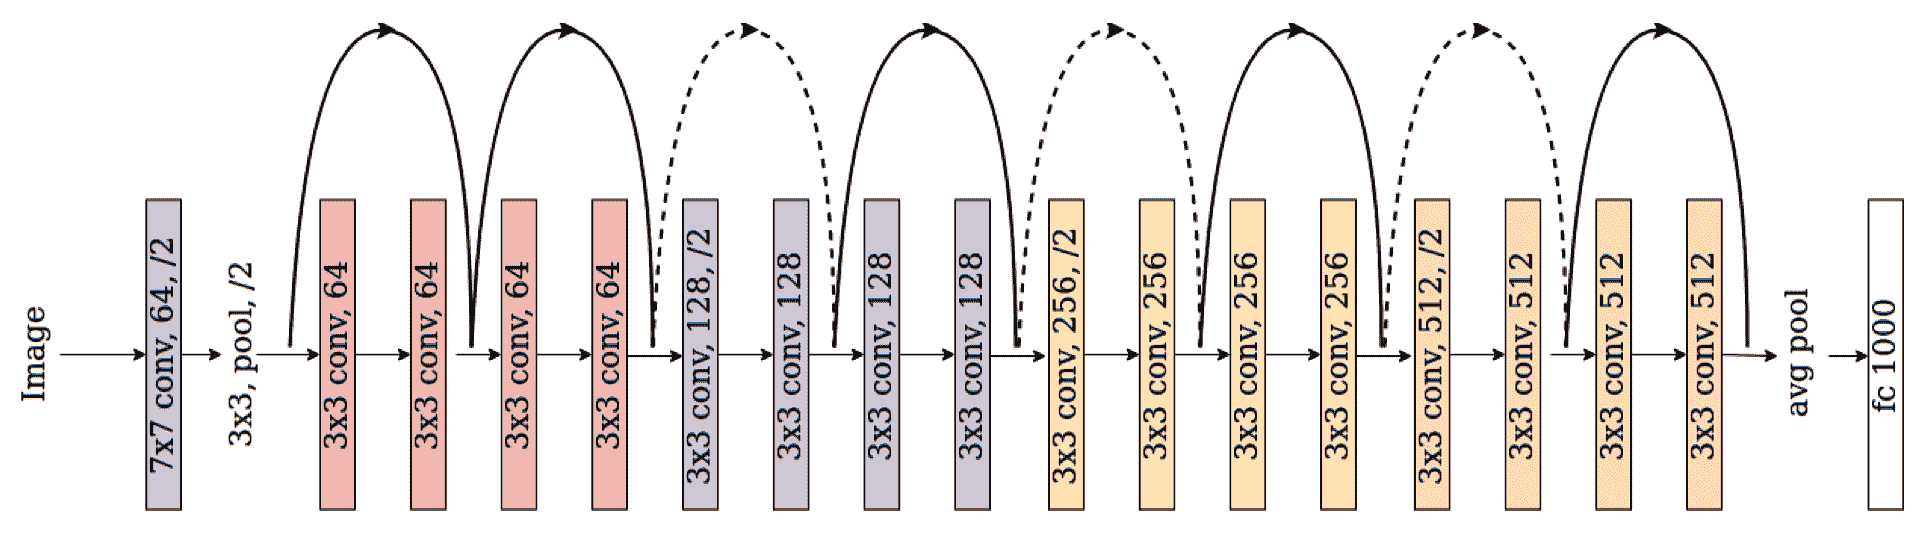 Image
7x7 conv, 64, /2
3x3, pool, /2
3x3 conv, 64
3x3 conv, 64
3x3 conv, 64
3x3 conv, 64
3x3 conv, 128, /2
3x3 conv, 128
3x3 conv, 128
3x3 conv, 128
3x3 conv, 256, /2
3x3 conv, 256
3x3 conv, 256
3x3 conv, 256
3x3 conv, 512, /2
3x3 conv, 512
3x3 conv, 512
3x3 conv, 512
avg pool
fc 1000